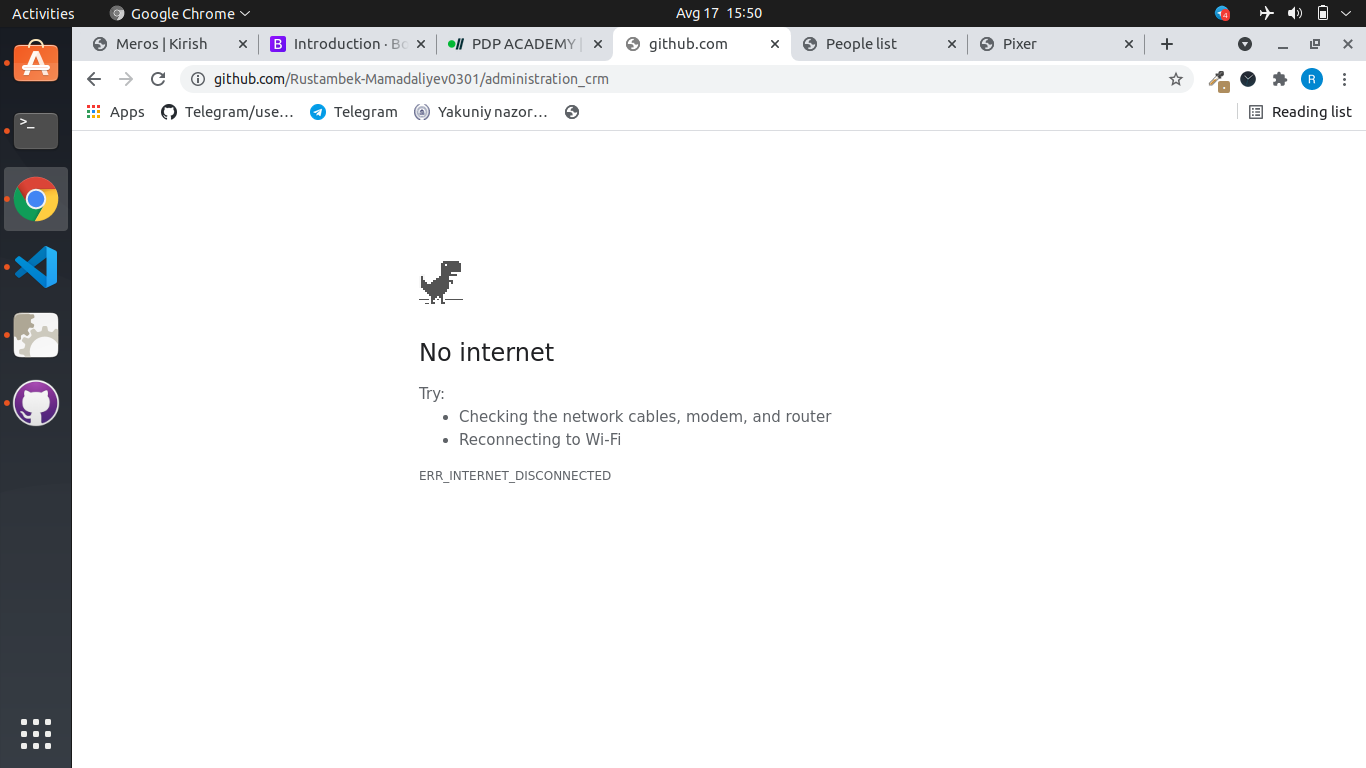 Activities Google Chrome Avg 17 15:50 4
Meros | Kirish Introduction · Bo PDP ACADEMY | github.com People list Pixer
github.com/Rustambek-Mamadaliyev0301/administration_crm R
Apps Telegram/use… Telegram Yakuniy nazor… Reading list
>_
No internet
Try:
• Checking the network cables, modem, and router
• Reconnecting to Wi-Fi
ERR_INTERNET_DISCONNECTED